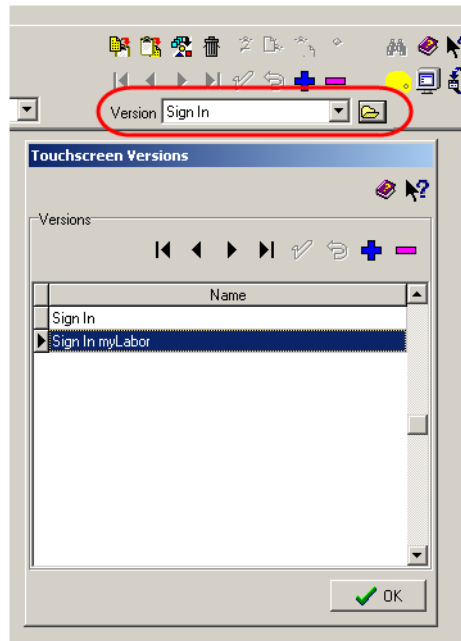 Version Sign In
Touchscreen Versions
Versions
Name
Sign In
Sign In myLabor
OK